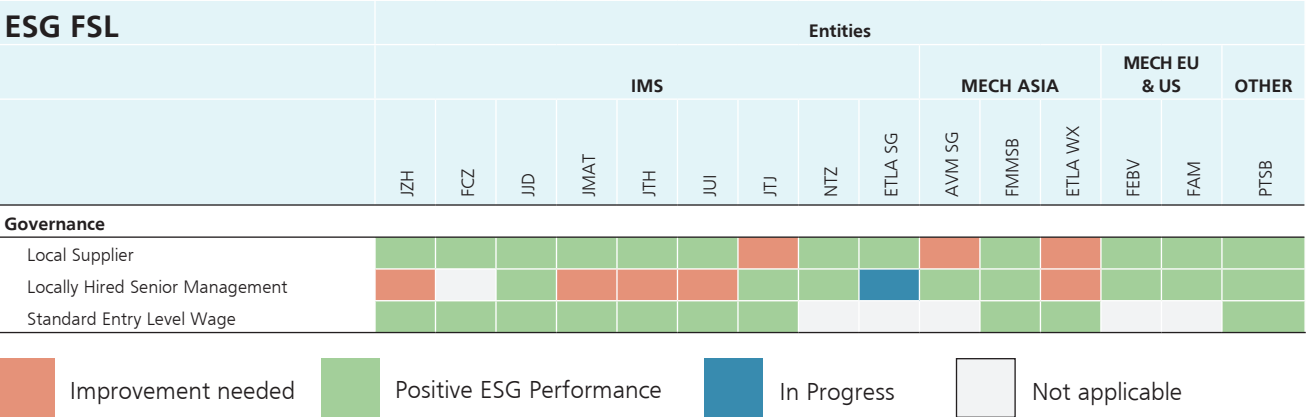 ESG FSL
Entities
IMS
MECH ASIA
MECH EU
& US
OTHER
JZH
FCZ
JJD
JMAT
JTH
JUI
JTJ
NTZ
ETLA SG
AVM SG
FMMSB
ETLA WX
FEBV
FAM
PTSB
Governance
Local Supplier
Locally Hired Senior Management
Standard Entry Level Wage
Improvement needed
Positive ESG Performance
In Progress
Not applicable